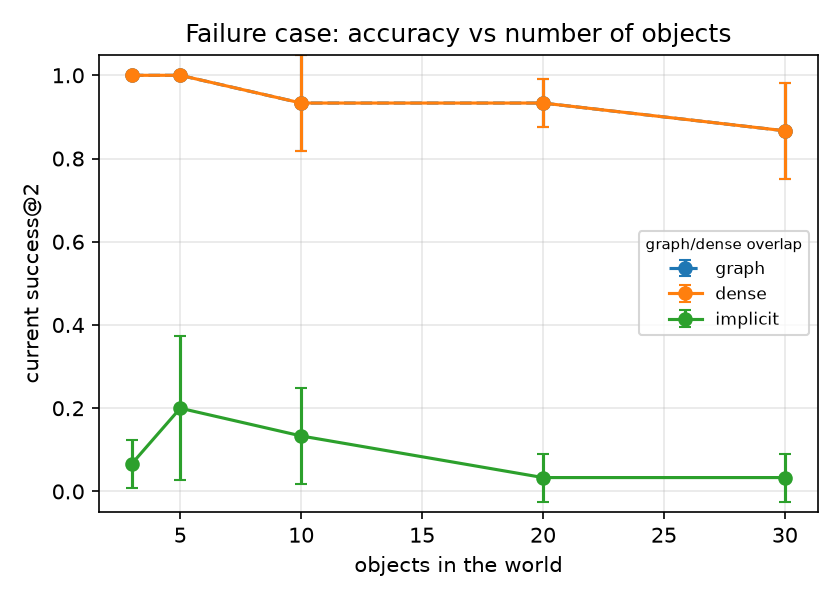 Failure case: accuracy vs number of objects
current success@2
1.0
0.8
0.6
0.4
0.2
0.0
graph/dense overlap
graph
dense
implicit
5 10 15 20 25 30
objects in the world